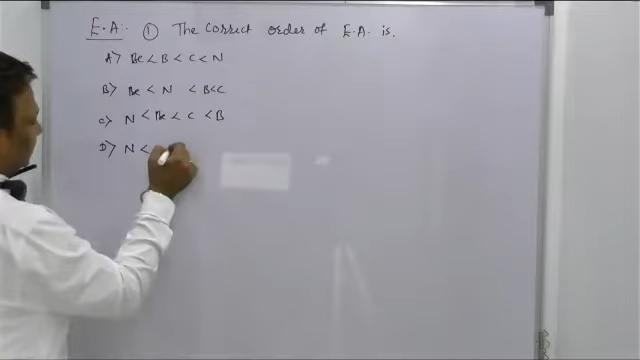 E.A:. ① The Correct order of E.A. is.
A> Be < B < C < N
B> Be < N < B < C
C> N < Be < C < B
D> N <